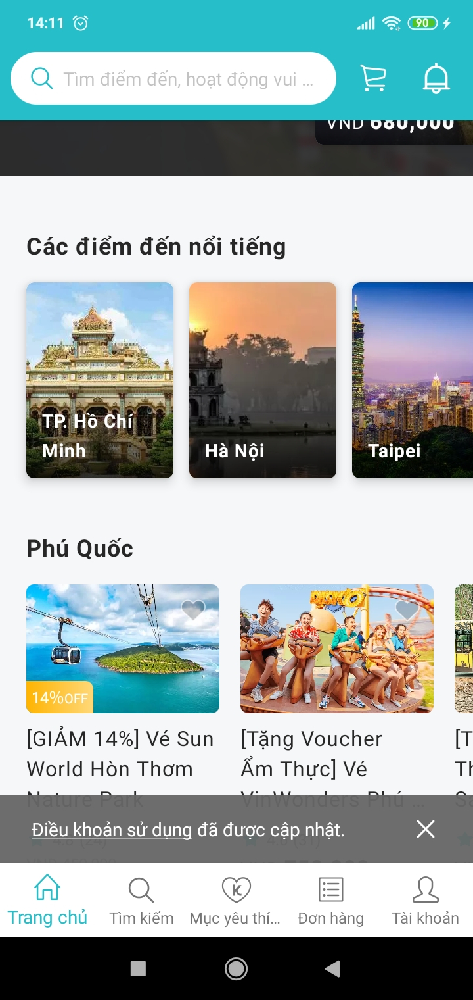 14:11
90
Tìm điểm đến, hoạt động vui ...
VND 680,000
Các điểm đến nổi tiếng
TP. Hồ Chí
Minh
Hà Nội
Taipei
Phú Quốc
14%OFF
[GIẢM 14%] Vé Sun
World Hòn Thơm
Nature Park
[Tặng Voucher
Ẩm Thực] Vé
VinWonders Phú ...
[T
Th
Điều khoản sử dụng đã được cập nhật.
Trang chủ
Tìm kiếm
Mục yêu thí...
Đơn hàng
Tài khoản